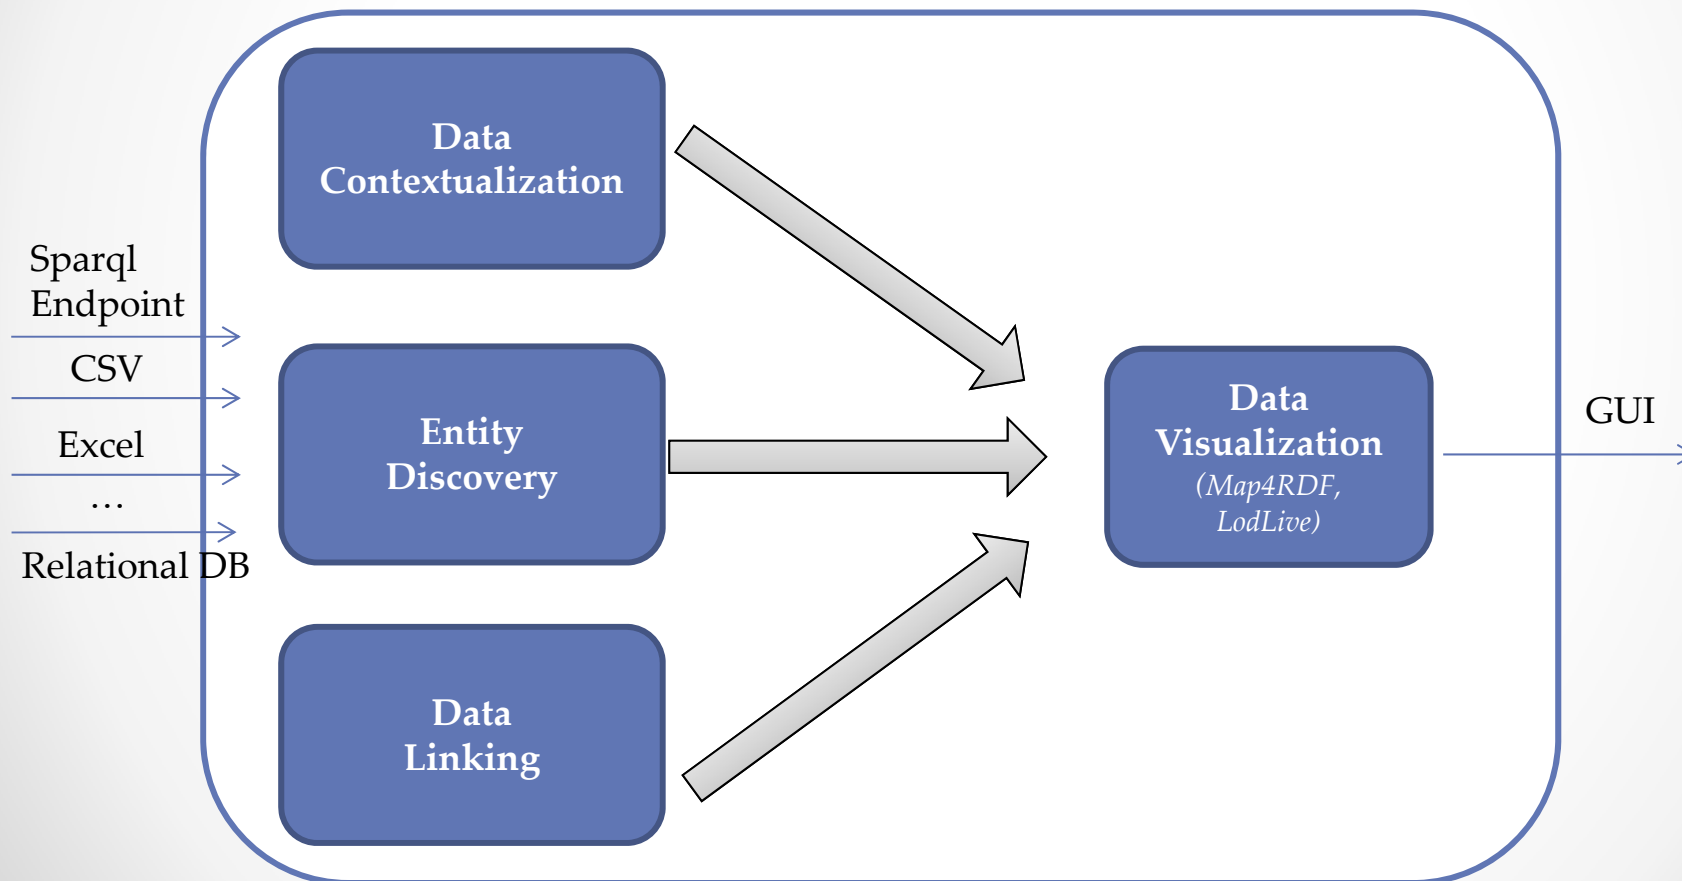 Data
Contextualization
Sparql
Endpoint
CSV
Excel
…
Relational DB
Entity
Discovery
Data
Linking
Data
Visualization
(Map4RDF,
LodLive)
GUI